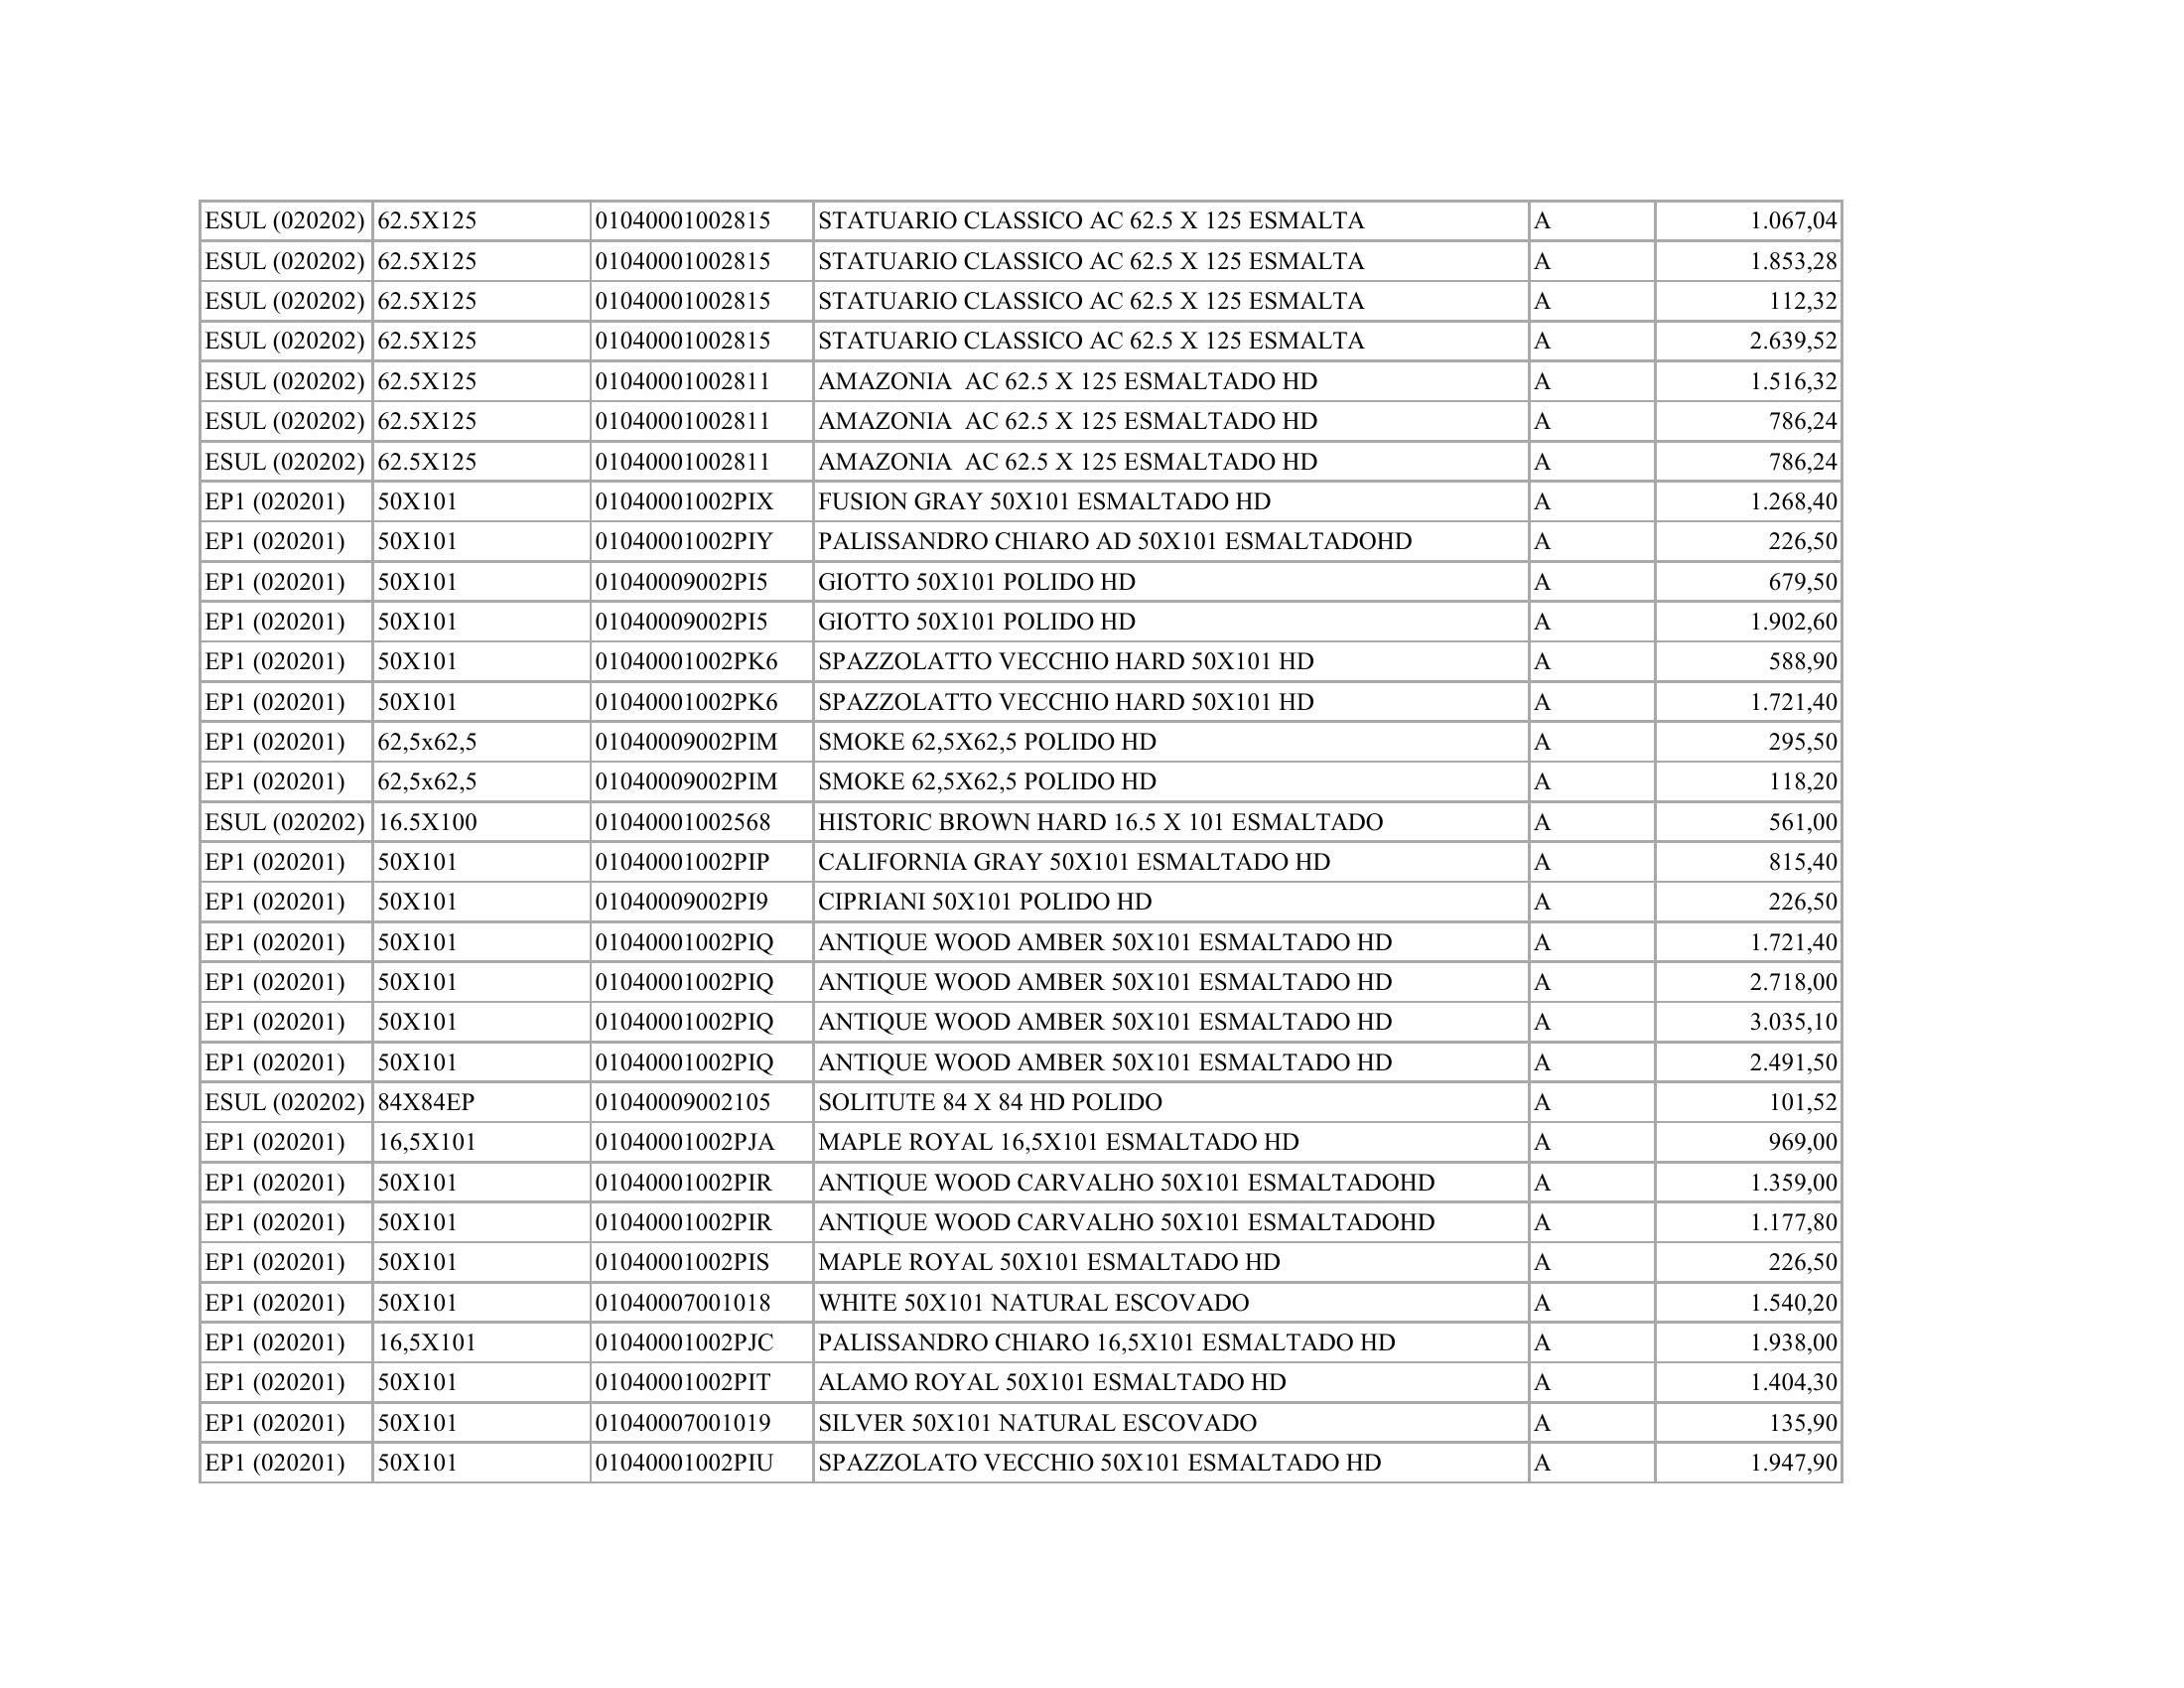 ESUL (020202) 62.5X125 01040001002815 STATUARIO CLASSICO AC 62.5 X 125 ESMALTA A 1.067,04
ESUL (020202) 62.5X125 01040001002815 STATUARIO CLASSICO AC 62.5 X 125 ESMALTA A 1.853,28
ESUL (020202) 62.5X125 01040001002815 STATUARIO CLASSICO AC 62.5 X 125 ESMALTA A 112,32
ESUL (020202) 62.5X125 01040001002815 STATUARIO CLASSICO AC 62.5 X 125 ESMALTA A 2.639,52
ESUL (020202) 62.5X125 01040001002811 AMAZONIA  AC 62.5 X 125 ESMALTADO HD A 1.516,32
ESUL (020202) 62.5X125 01040001002811 AMAZONIA  AC 62.5 X 125 ESMALTADO HD A 786,24
ESUL (020202) 62.5X125 01040001002811 AMAZONIA  AC 62.5 X 125 ESMALTADO HD A 786,24
EP1 (020201) 50X101 01040001002PIX FUSION GRAY 50X101 ESMALTADO HD A 1.268,40
EP1 (020201) 50X101 01040001002PIY PALISSANDRO CHIARO AD 50X101 ESMALTADOHD A 226,50
EP1 (020201) 50X101 01040009002PI5 GIOTTO 50X101 POLIDO HD A 679,50
EP1 (020201) 50X101 01040009002PI5 GIOTTO 50X101 POLIDO HD A 1.902,60
EP1 (020201) 50X101 01040001002PK6 SPAZZOLATTO VECCHIO HARD 50X101 HD A 588,90
EP1 (020201) 50X101 01040001002PK6 SPAZZOLATTO VECCHIO HARD 50X101 HD A 1.721,40
EP1 (020201) 62,5x62,5 01040009002PIM SMOKE 62,5X62,5 POLIDO HD A 295,50
EP1 (020201) 62,5x62,5 01040009002PIM SMOKE 62,5X62,5 POLIDO HD A 118,20
ESUL (020202) 16.5X100 01040001002568 HISTORIC BROWN HARD 16.5 X 101 ESMALTADO A 561,00
EP1 (020201) 50X101 01040001002PIP CALIFORNIA GRAY 50X101 ESMALTADO HD A 815,40
EP1 (020201) 50X101 01040009002PI9 CIPRIANI 50X101 POLIDO HD A 226,50
EP1 (020201) 50X101 01040001002PIQ ANTIQUE WOOD AMBER 50X101 ESMALTADO HD A 1.721,40
EP1 (020201) 50X101 01040001002PIQ ANTIQUE WOOD AMBER 50X101 ESMALTADO HD A 2.718,00
EP1 (020201) 50X101 01040001002PIQ ANTIQUE WOOD AMBER 50X101 ESMALTADO HD A 3.035,10
EP1 (020201) 50X101 01040001002PIQ ANTIQUE WOOD AMBER 50X101 ESMALTADO HD A 2.491,50
ESUL (020202) 84X84EP 01040009002105 SOLITUTE 84 X 84 HD POLIDO A 101,52
EP1 (020201) 16,5X101 01040001002PJA MAPLE ROYAL 16,5X101 ESMALTADO HD A 969,00
EP1 (020201) 50X101 01040001002PIR ANTIQUE WOOD CARVALHO 50X101 ESMALTADOHD A 1.359,00
EP1 (020201) 50X101 01040001002PIR ANTIQUE WOOD CARVALHO 50X101 ESMALTADOHD A 1.177,80
EP1 (020201) 50X101 01040001002PIS MAPLE ROYAL 50X101 ESMALTADO HD A 226,50
EP1 (020201) 50X101 01040007001018 WHITE 50X101 NATURAL ESCOVADO A 1.540,20
EP1 (020201) 16,5X101 01040001002PJC PALISSANDRO CHIARO 16,5X101 ESMALTADO HD A 1.938,00
EP1 (020201) 50X101 01040001002PIT ALAMO ROYAL 50X101 ESMALTADO HD A 1.404,30
EP1 (020201) 50X101 01040007001019 SILVER 50X101 NATURAL ESCOVADO A 135,90
EP1 (020201) 50X101 01040001002PIU SPAZZOLATO VECCHIO 50X101 ESMALTADO HD A 1.947,90